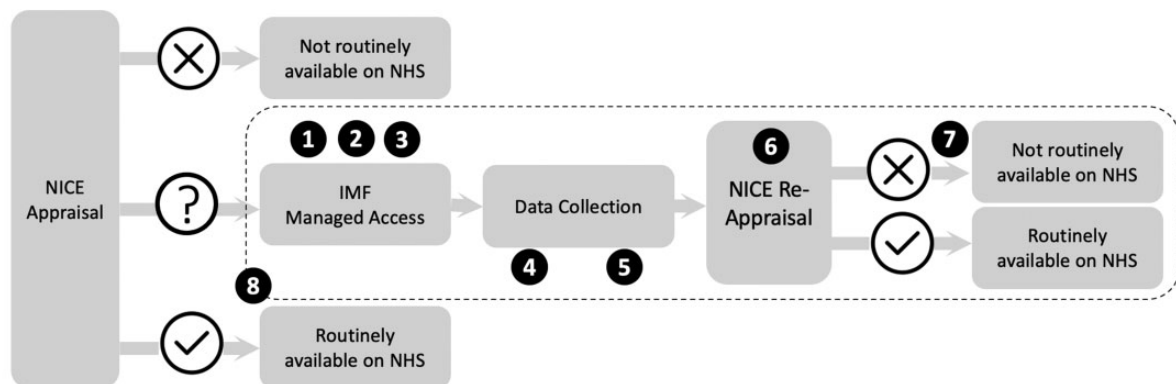 NICE
Appraisal
Not routinely
available on NHS
1 2 3
?
IMF
Managed Access
Data Collection
4 5
6
NICE Re-
Appraisal
7
Not routinely
available on NHS
Routinely
available on NHS
8
Routinely
available on NHS